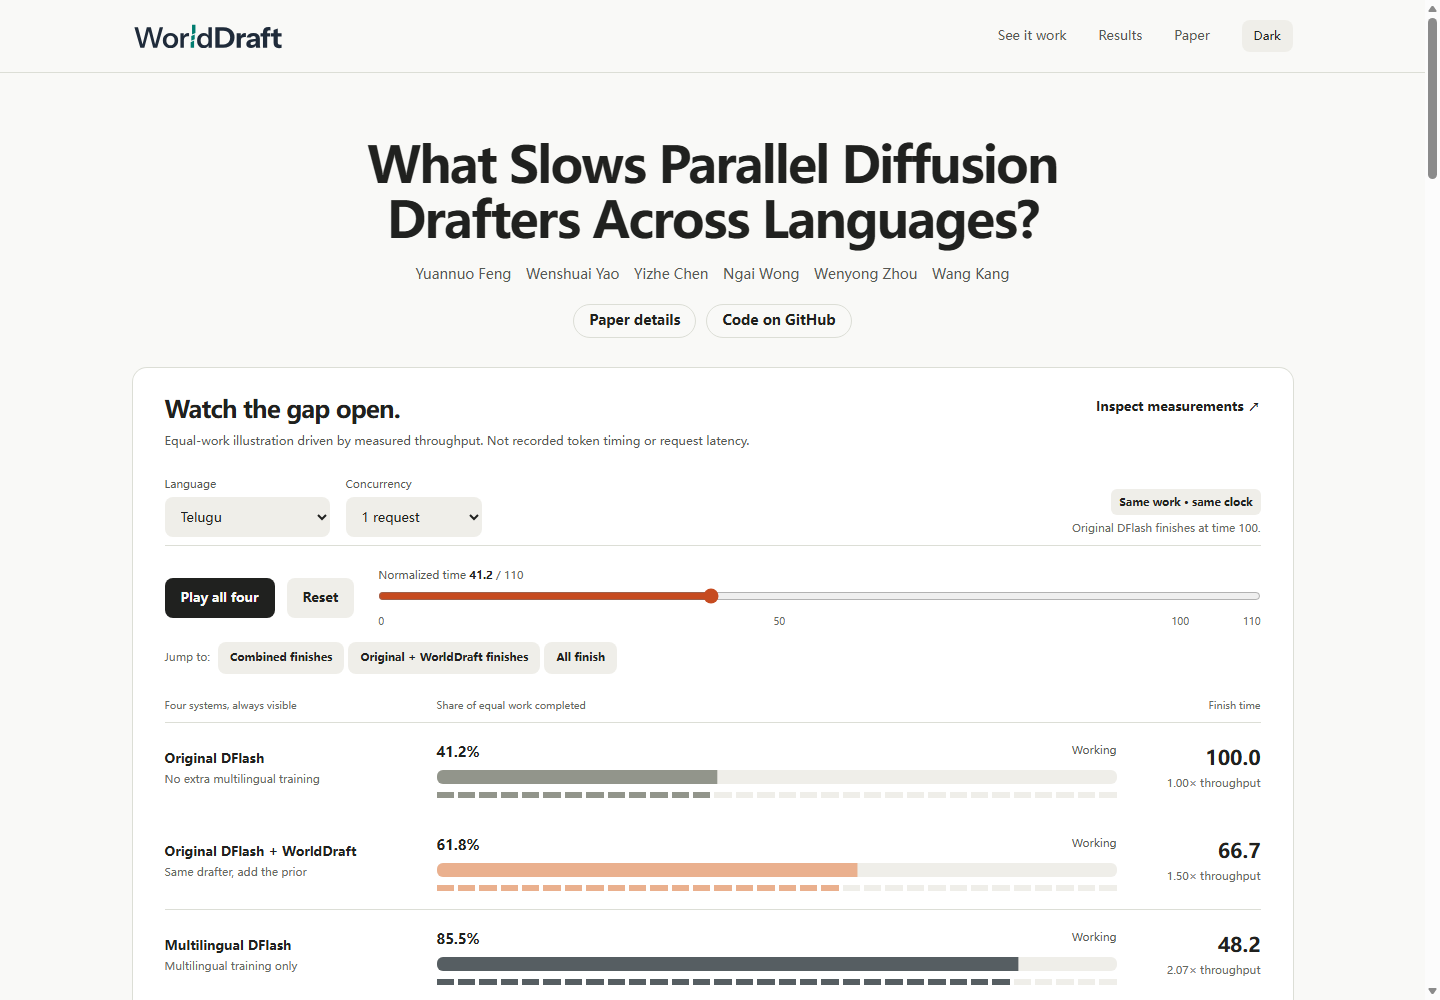 WorldDraft
See it work
Results
Paper
Dark
What Slows Parallel Diffusion
Drafters Across Languages?
Yuannuo Feng Wenshuai Yao Yizhe Chen Ngai Wong Wenyong Zhou Wang Kang
Paper details
Code on GitHub
Watch the gap open.
Inspect measurements ↗
Equal-work illustration driven by measured throughput. Not recorded token timing or request latency.
Language
Concurrency
Telugu
1 request
Same work • same clock
Original DFlash finishes at time 100.
Play all four
Reset
Normalized time 41.2 / 110
0 50 100 110
Jump to:
Combined finishes
Original + WorldDraft finishes
All finish
Four systems, always visible
Share of equal work completed
Finish time
Original DFlash
No extra multilingual training
41.2%
Working
100.0
1.00× throughput
Original DFlash + WorldDraft
Same drafter, add the prior
61.8%
Working
66.7
1.50× throughput
Multilingual DFlash
Multilingual training only
85.5%
Working
48.2
2.07× throughput